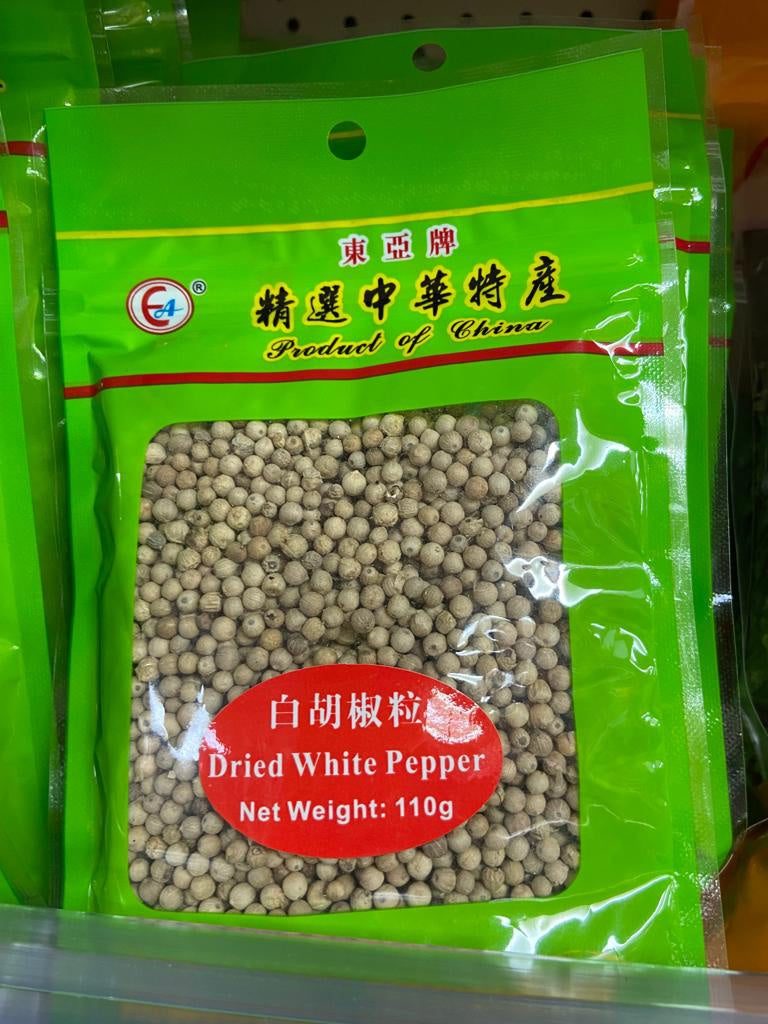 東亞牌
EA®
精選中華特產
Product of China
白胡椒粒
Dried White Pepper
Net Weight: 110g